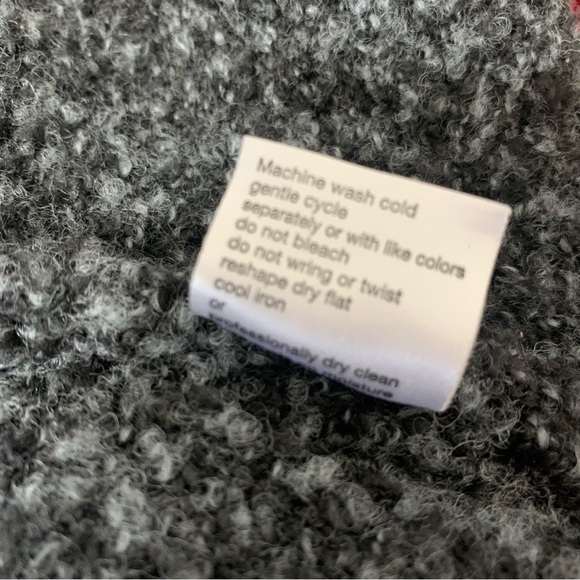 Machine wash cold
gentle cycle
separately or with like colors
do not bleach
do not wring or twist
reshape dry flat
cool iron
or
professionally dry clean
moisture